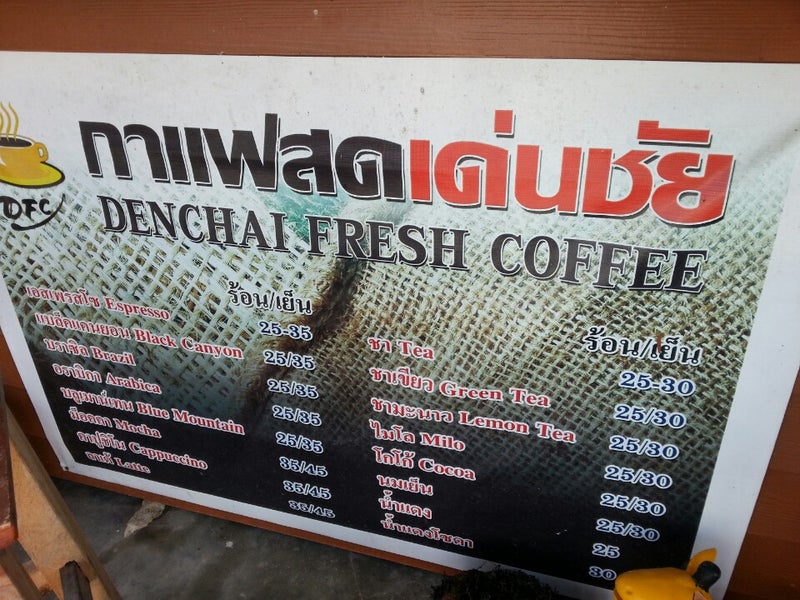 กาแฟสดเด่นชัย
DFC
DENCHAI FRESH COFFEE
ร้อน/เย็น
เอสเพรสโซ Espresso 25-35
แบล็คแคนยอน Black Canyon 25/35
บราซิล Brazil 25/35
อราบิกา Arabica 25/35
บลูเมาน์เทน Blue Mountain 25/35
ม็อคคา Mocha 35/45
คาปูชิโน Cappuccino 35/45
ลาเต้ Latte 35/45
ร้อน/เย็น
ชา Tea 25-30
ชาเขียว Green Tea 25/30
ชามะนาว Lemon Tea 25/30
ไมโล Milo 25/30
โกโก้ Cocoa 25/30
นมเย็น 25/30
น้ำแดง 25
น้ำแดงโซดา 30